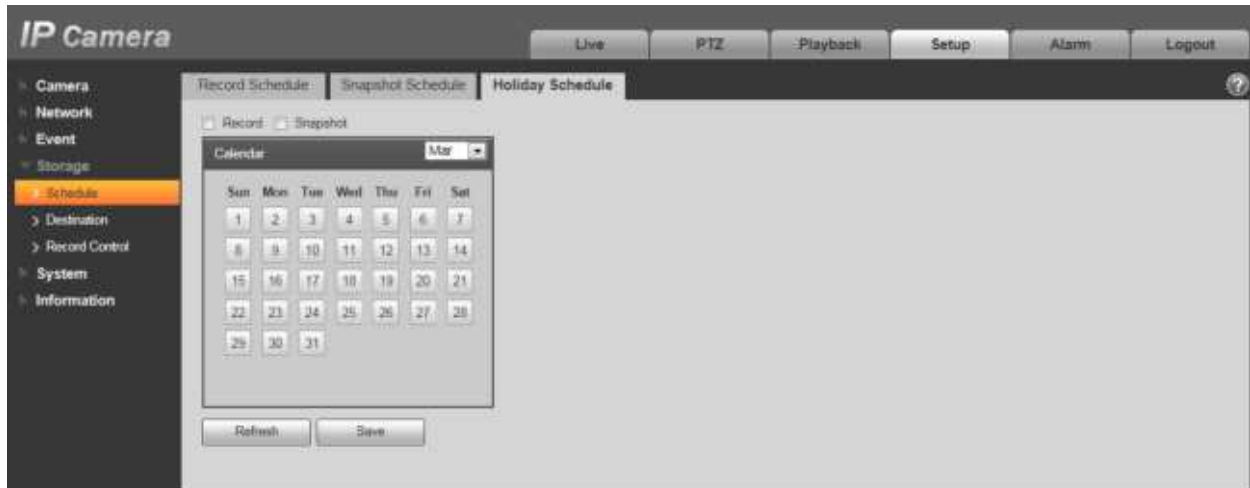 IP Camera
Live PTZ Playback Setup Alarm Logout
Camera
Network
Event
Storage
Schedule
Destination
Record Control
System
Information
Record Schedule Snapshot Schedule Holiday Schedule
?
Record Snapshot
Calendar Mar
Sun Mon Tue Wed Thu Fri Sat
1 2 3 4 5 6 7
8 9 10 11 12 13 14
15 16 17 18 19 20 21
22 23 24 25 26 27 28
29 30 31
Refresh Save